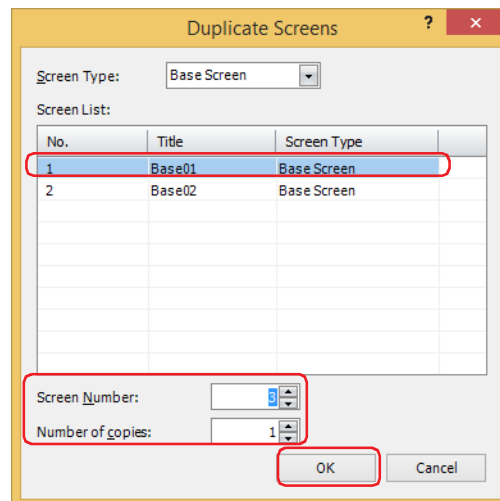 Duplicate Screens ? ×
Screen Type: Base Screen
Screen List:
No. Title Screen Type
1 Base01 Base Screen
2 Base02 Base Screen
Screen Number: 3
Number of copies: 1
OK Cancel